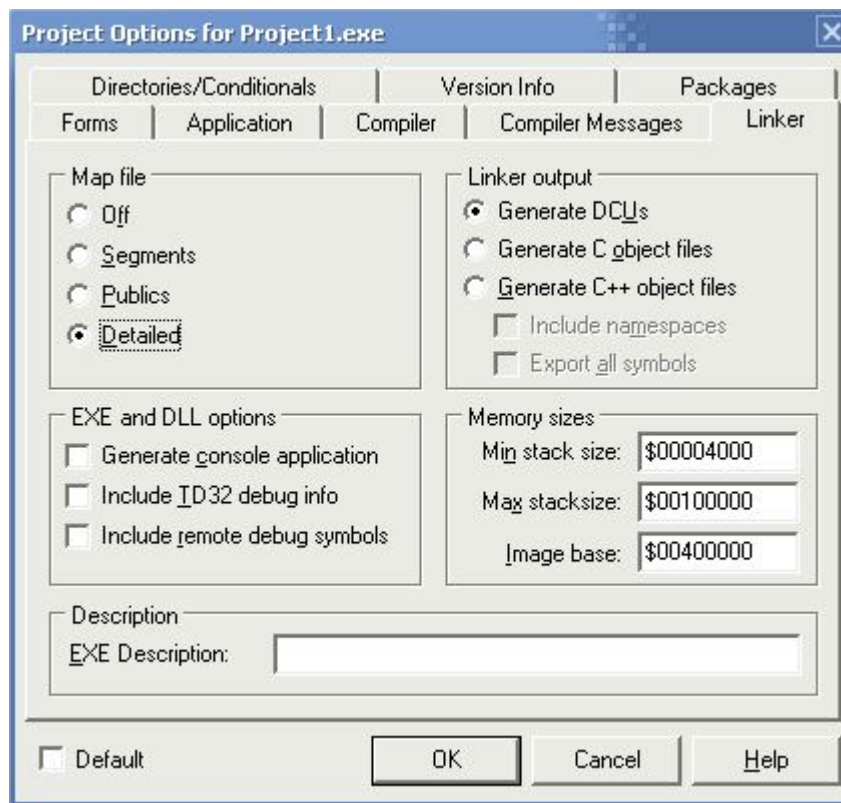 Project Options for Project1.exe
Directories/Conditionals Version Info Packages
Forms Application Compiler Compiler Messages Linker
Map file
Off
Segments
Publics
Detailed
Linker output
Generate DCUs
Generate C object files
Generate C++ object files
Include namespaces
Export all symbols
EXE and DLL options
Generate console application
Include TD32 debug info
Include remote debug symbols
Memory sizes
Min stack size: $00004000
Max stacksize: $00100000
Image base: $00400000
Description
EXE Description:
Default OK Cancel Help